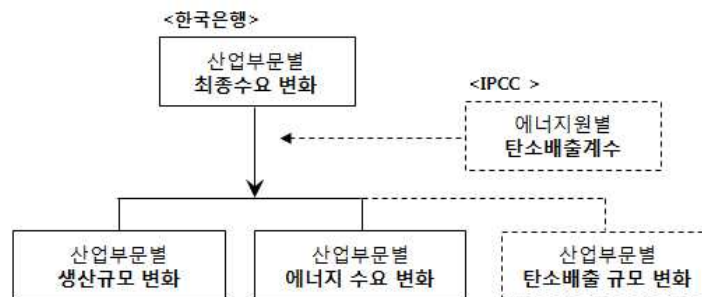 <한국은행>
산업부문별
최종수요 변화
<IPCC >
에너지원별
탄소배출계수
산업부문별
생산규모 변화
산업부문별
에너지 수요 변화
산업부문별
탄소배출 규모 변화